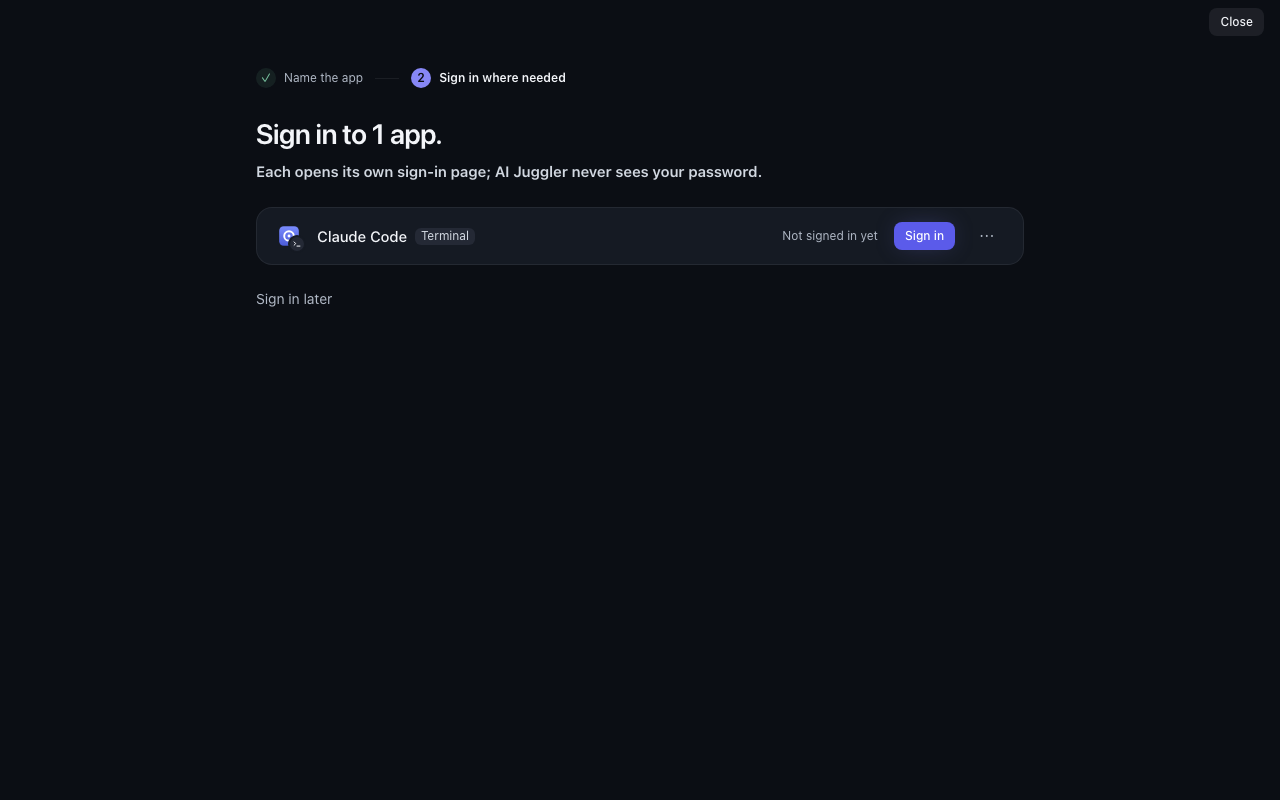 Close
✓ Name the app 2 Sign in where needed
Sign in to 1 app.
Each opens its own sign-in page; AI Juggler never sees your password.
Claude Code Terminal Not signed in yet Sign in ...
Sign in later